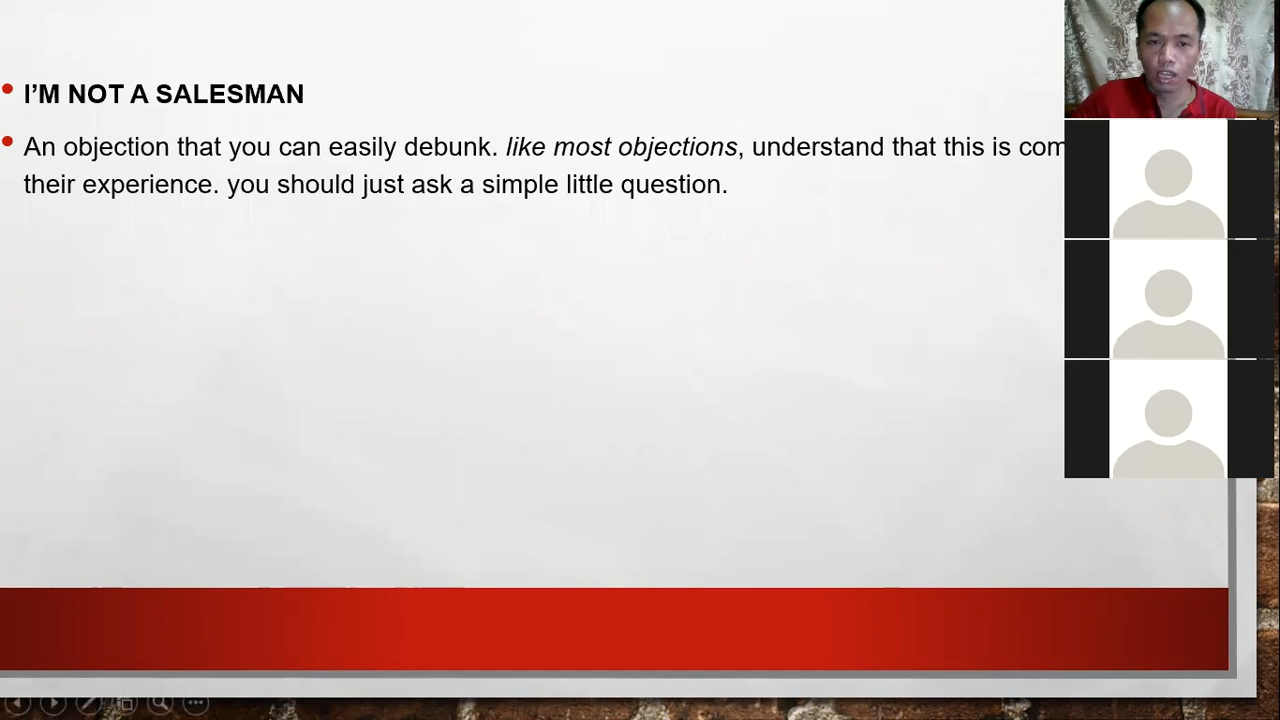 I'M NOT A SALESMAN
An objection that you can easily debunk. like most objections, understand that this is com
their experience. you should just ask a simple little question.